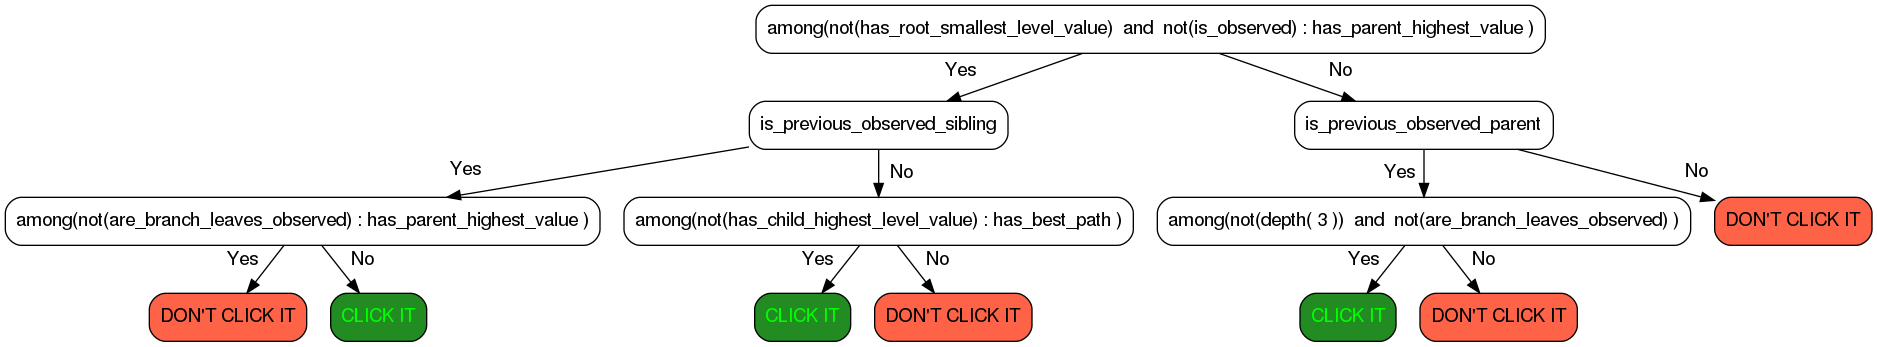 among(not(has_root_smallest_level_value)  and  not(is_observed) : has_parent_highest_value )
Yes
No
is_previous_observed_sibling
is_previous_observed_parent
Yes
No
Yes
No
among(not(are_branch_leaves_observed) : has_parent_highest_value )
among(not(has_child_highest_level_value) : has_best_path )
among(not(depth( 3 ))  and  not(are_branch_leaves_observed) )
DON'T CLICK IT
Yes
No
Yes
No
Yes
No
DON'T CLICK IT
CLICK IT
CLICK IT
DON'T CLICK IT
CLICK IT
DON'T CLICK IT